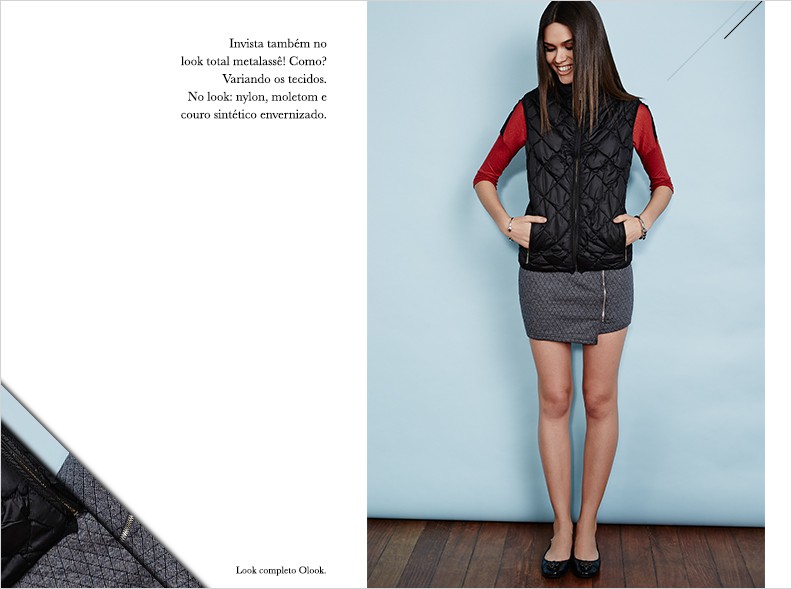 Invista também no
look total metalassê! Como?
Variando os tecidos.
No look: nylon, moletom e
couro sintético envernizado.
Look completo Olook.